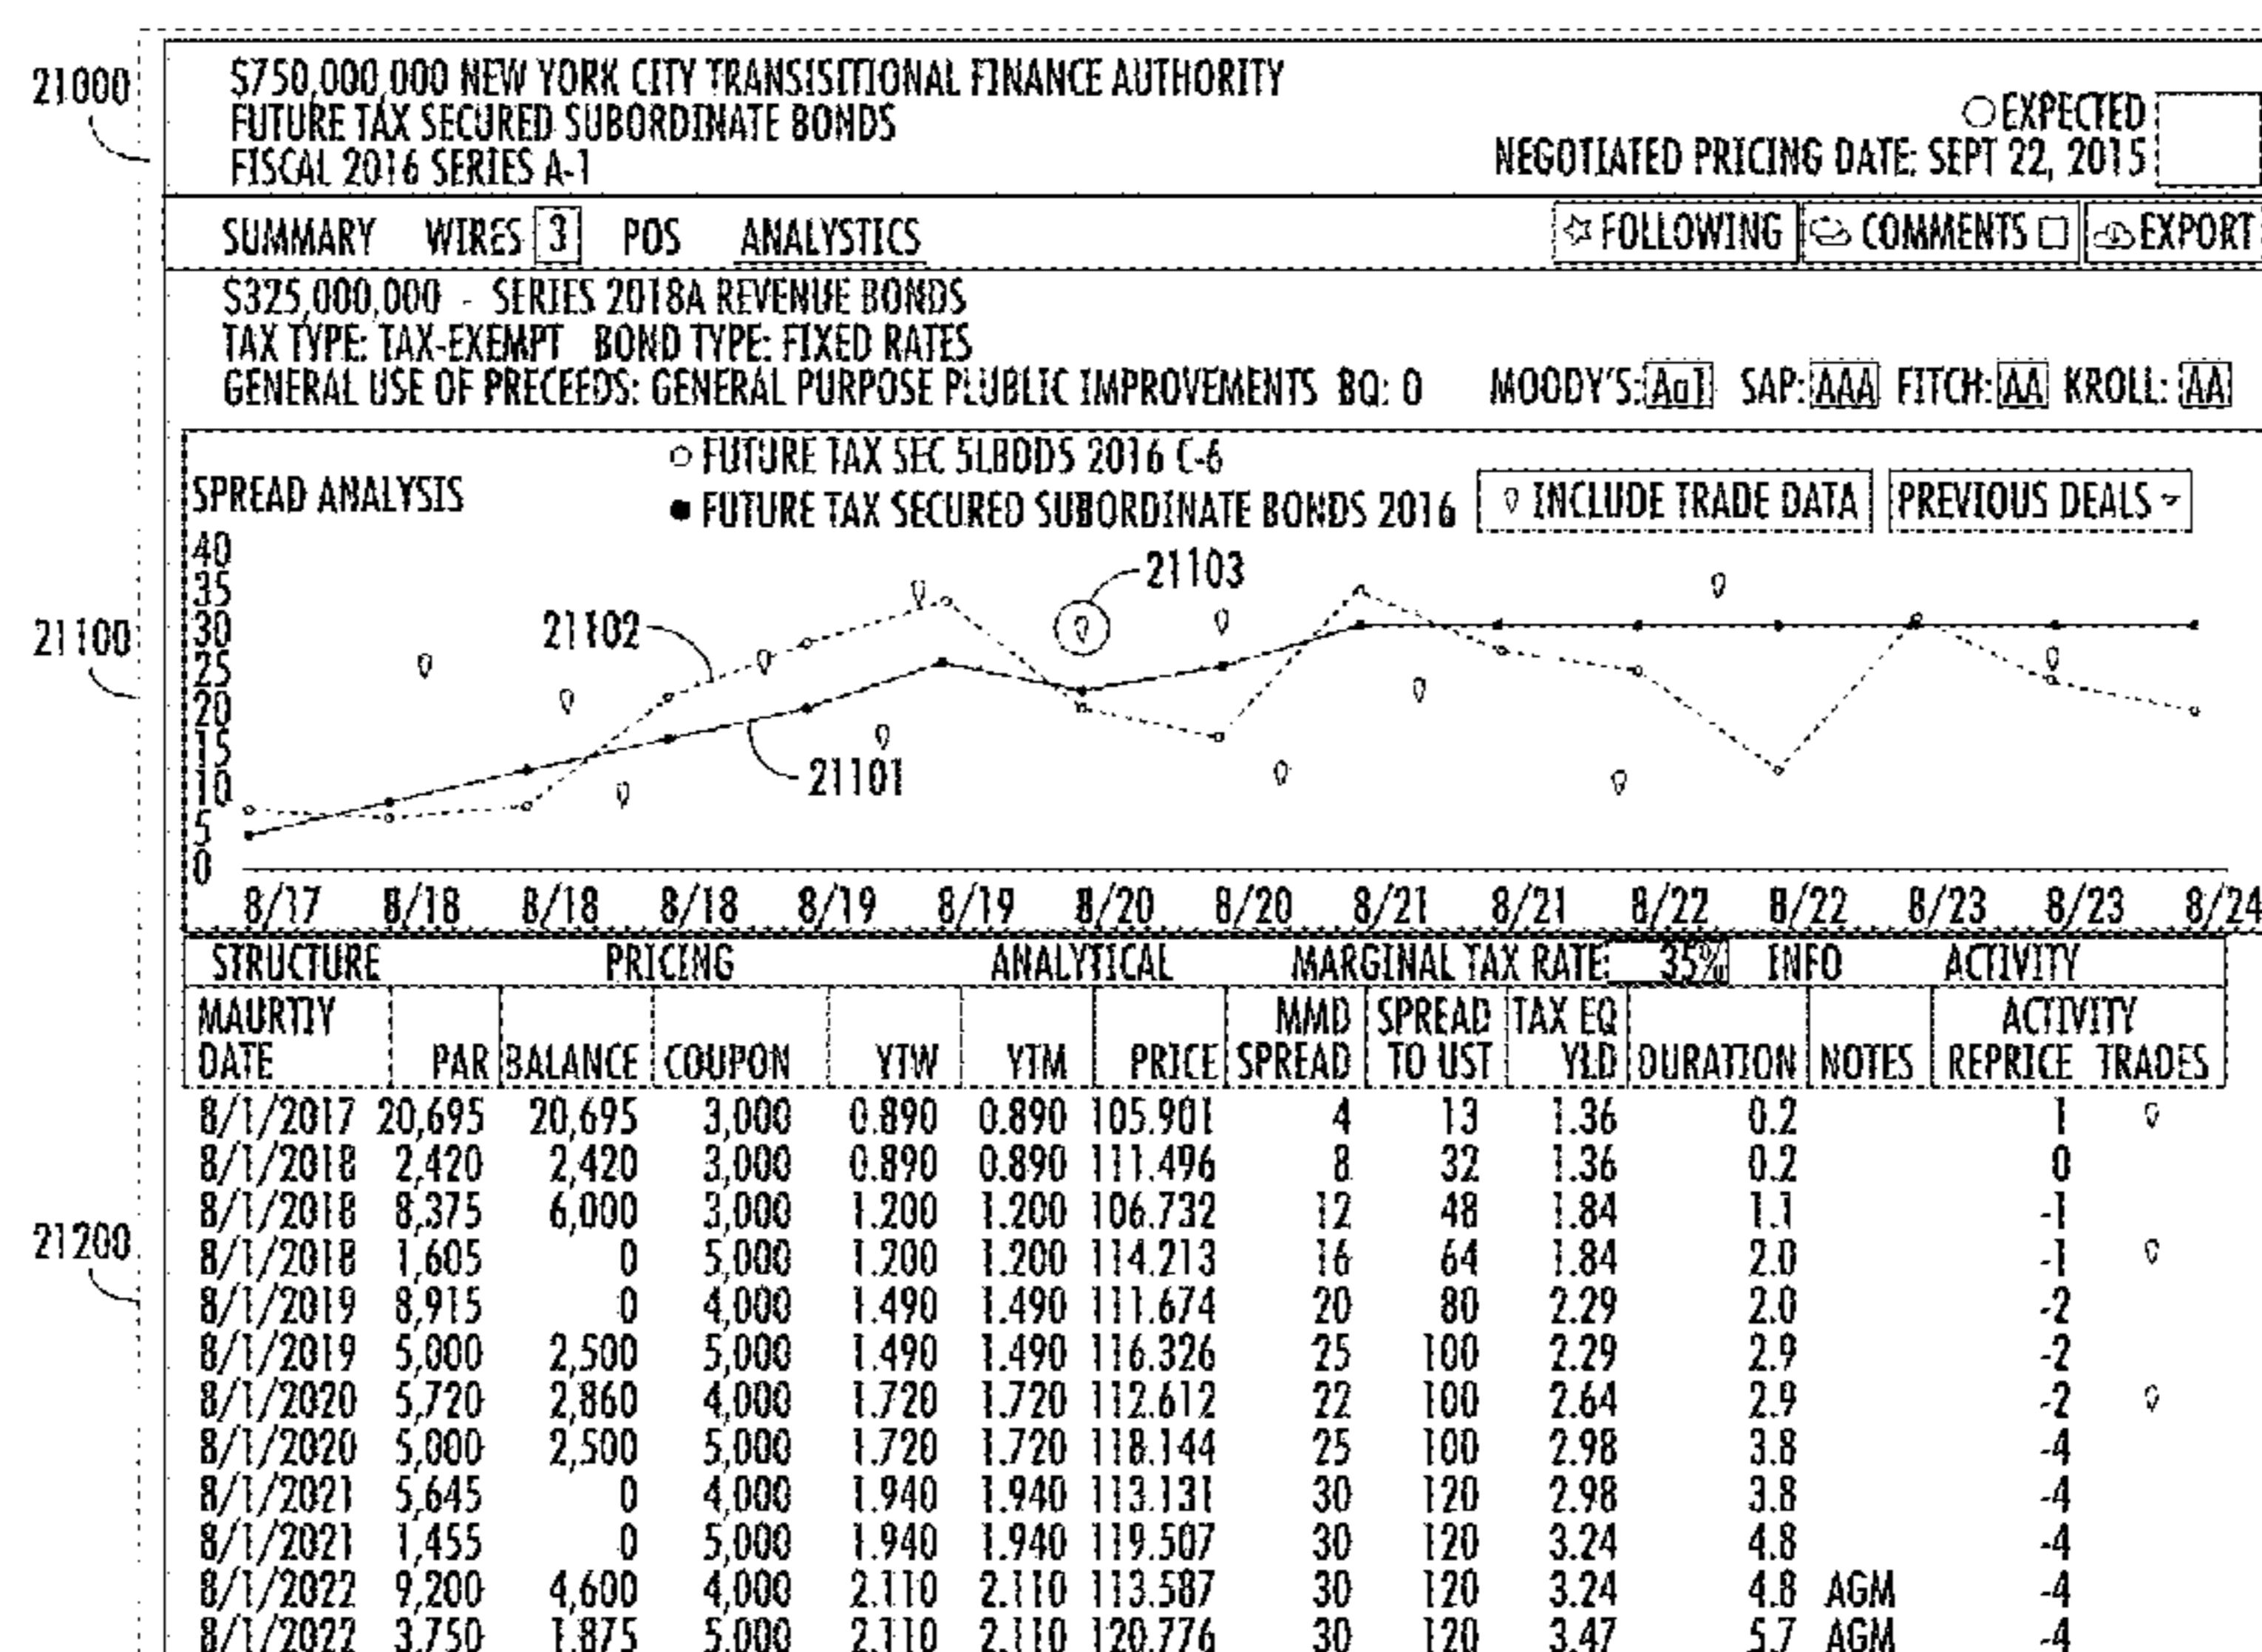 21000
$750,000,000 NEW YORK CITY TRANSISITIONAL FINANCE AUTHORITY
FUTURE TAX SECURED SUBORDINATE BONDS
FISCAL 2016 SERIES A-1
EXPECTED
NEGOTIATED PRICING DATE: SEPT 22, 2015
SUMMARY WIRES 3 POS ANALYSTICS FOLLOWING COMMENTS EXPORT
$325,000,000 - SERIES 2018A REVENUE BONDS
TAX TYPE: TAX-EXEMPT BOND TYPE: FIXED RATES
GENERAL USE OF PRECEEDS: GENERAL PURPOSE PLUBLIC IMPROVEMENTS BQ: 0 MOODY'S: Aa1 SAP: AAA FITCH: AA KROLL: AA
FUTURE TAX SEC SLBDDS 2016 C-6
SPREAD ANALYSIS
FUTURE TAX SECURED SUBORDINATE BONDS 2016 INCLUDE TRADE DATA PREVIOUS DEALS
40
35
30
25
20
15
10
5
0
21100
21102
21103
21101
8/17 8/18 8/18 8/18 8/19 8/19 8/20 8/20 8/21 8/21 8/22 8/22 8/23 8/23 8/24
STRUCTURE PRICING ANALYTICAL MARGINAL TAX RATE: 35% INFO ACTIVITY
MAURTIY DATE PAR BALANCE COUPON YTW YTM PRICE MMD SPREAD SPREAD TO UST TAX EQ YLD DURATION NOTES ACTIVITY REPRICE TRADES
8/1/2017 20,695 20,695 3,000 0.890 0.890 105.901 4 13 1.36 0.2 1
8/1/2018 2,420 2,420 3,000 0.890 0.890 111.496 8 32 1.36 0.2 0
8/1/2018 8,375 6,000 3,000 1.200 1.200 106.732 12 48 1.84 1.1 -1
21200
8/1/2018 1,605 0 5,000 1.200 1.200 114.213 16 64 1.84 2.0 -1
8/1/2019 8,915 0 4,000 1.490 1.490 111.674 20 80 2.29 2.0 -2
8/1/2019 5,000 2,500 5,000 1.490 1.490 116.326 25 100 2.29 2.9 -2
8/1/2020 5,720 2,860 4,000 1.720 1.720 112.612 22 100 2.64 2.9 -2
8/1/2020 5,000 2,500 5,000 1.720 1.720 118.144 25 100 2.98 3.8 -4
8/1/2021 5,645 0 4,000 1.940 1.940 113.131 30 120 2.98 3.8 -4
8/1/2021 1,455 0 5,000 1.940 1.940 119.507 30 120 3.24 4.8 -4
8/1/2022 9,200 4,600 4,000 2.110 2.110 113.587 30 120 3.24 4.8 AGM -4
8/1/2022 3,750 1,875 5,000 2.110 2.110 120.776 30 120 3.47 5.7 AGM -4